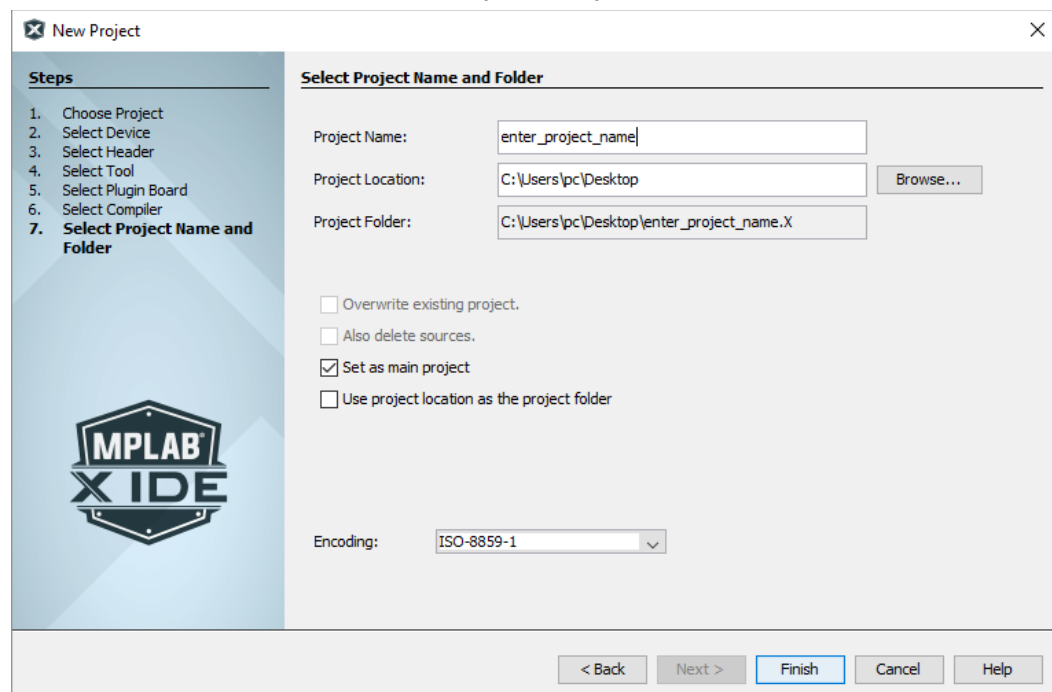 New Project
Steps
1. Choose Project
2. Select Device
3. Select Header
4. Select Tool
5. Select Plugin Board
6. Select Compiler
7. Select Project Name and
Folder
MPLAB
X IDE
Select Project Name and Folder
Project Name: enter_project_name
Project Location: C:\Users\pc\Desktop Browse...
Project Folder: C:\Users\pc\Desktop\enter_project_name.X
Overwrite existing project.
Also delete sources.
Set as main project
Use project location as the project folder
Encoding: ISO-8859-1
< Back Next > Finish Cancel Help